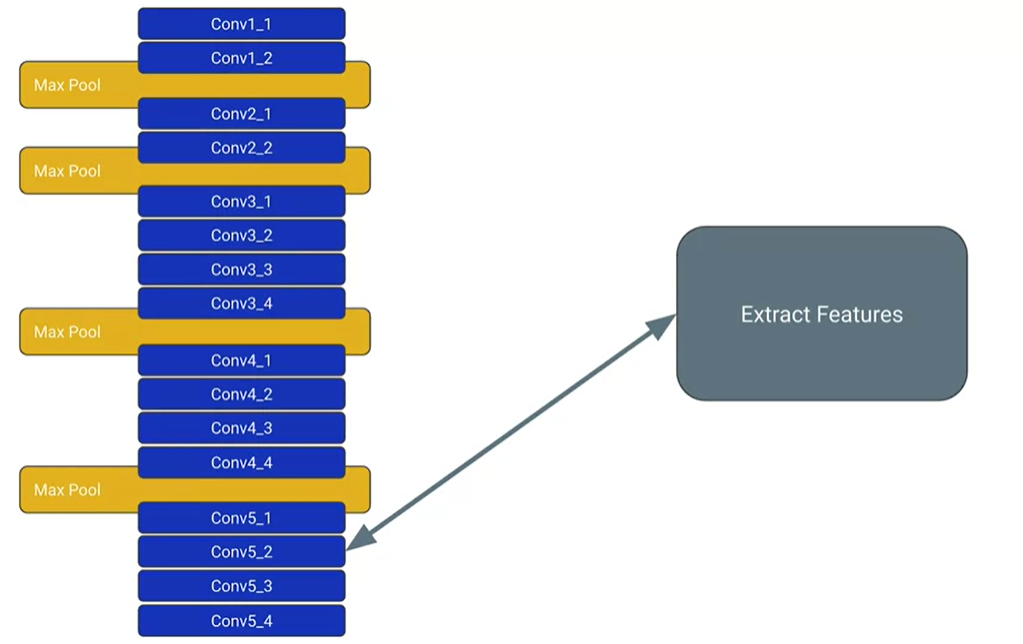 Conv1_1
Conv1_2
Max Pool
Conv2_1
Conv2_2
Max Pool
Conv3_1
Conv3_2
Conv3_3
Conv3_4
Max Pool
Conv4_1
Conv4_2
Conv4_3
Conv4_4
Max Pool
Conv5_1
Conv5_2
Conv5_3
Conv5_4
Extract Features